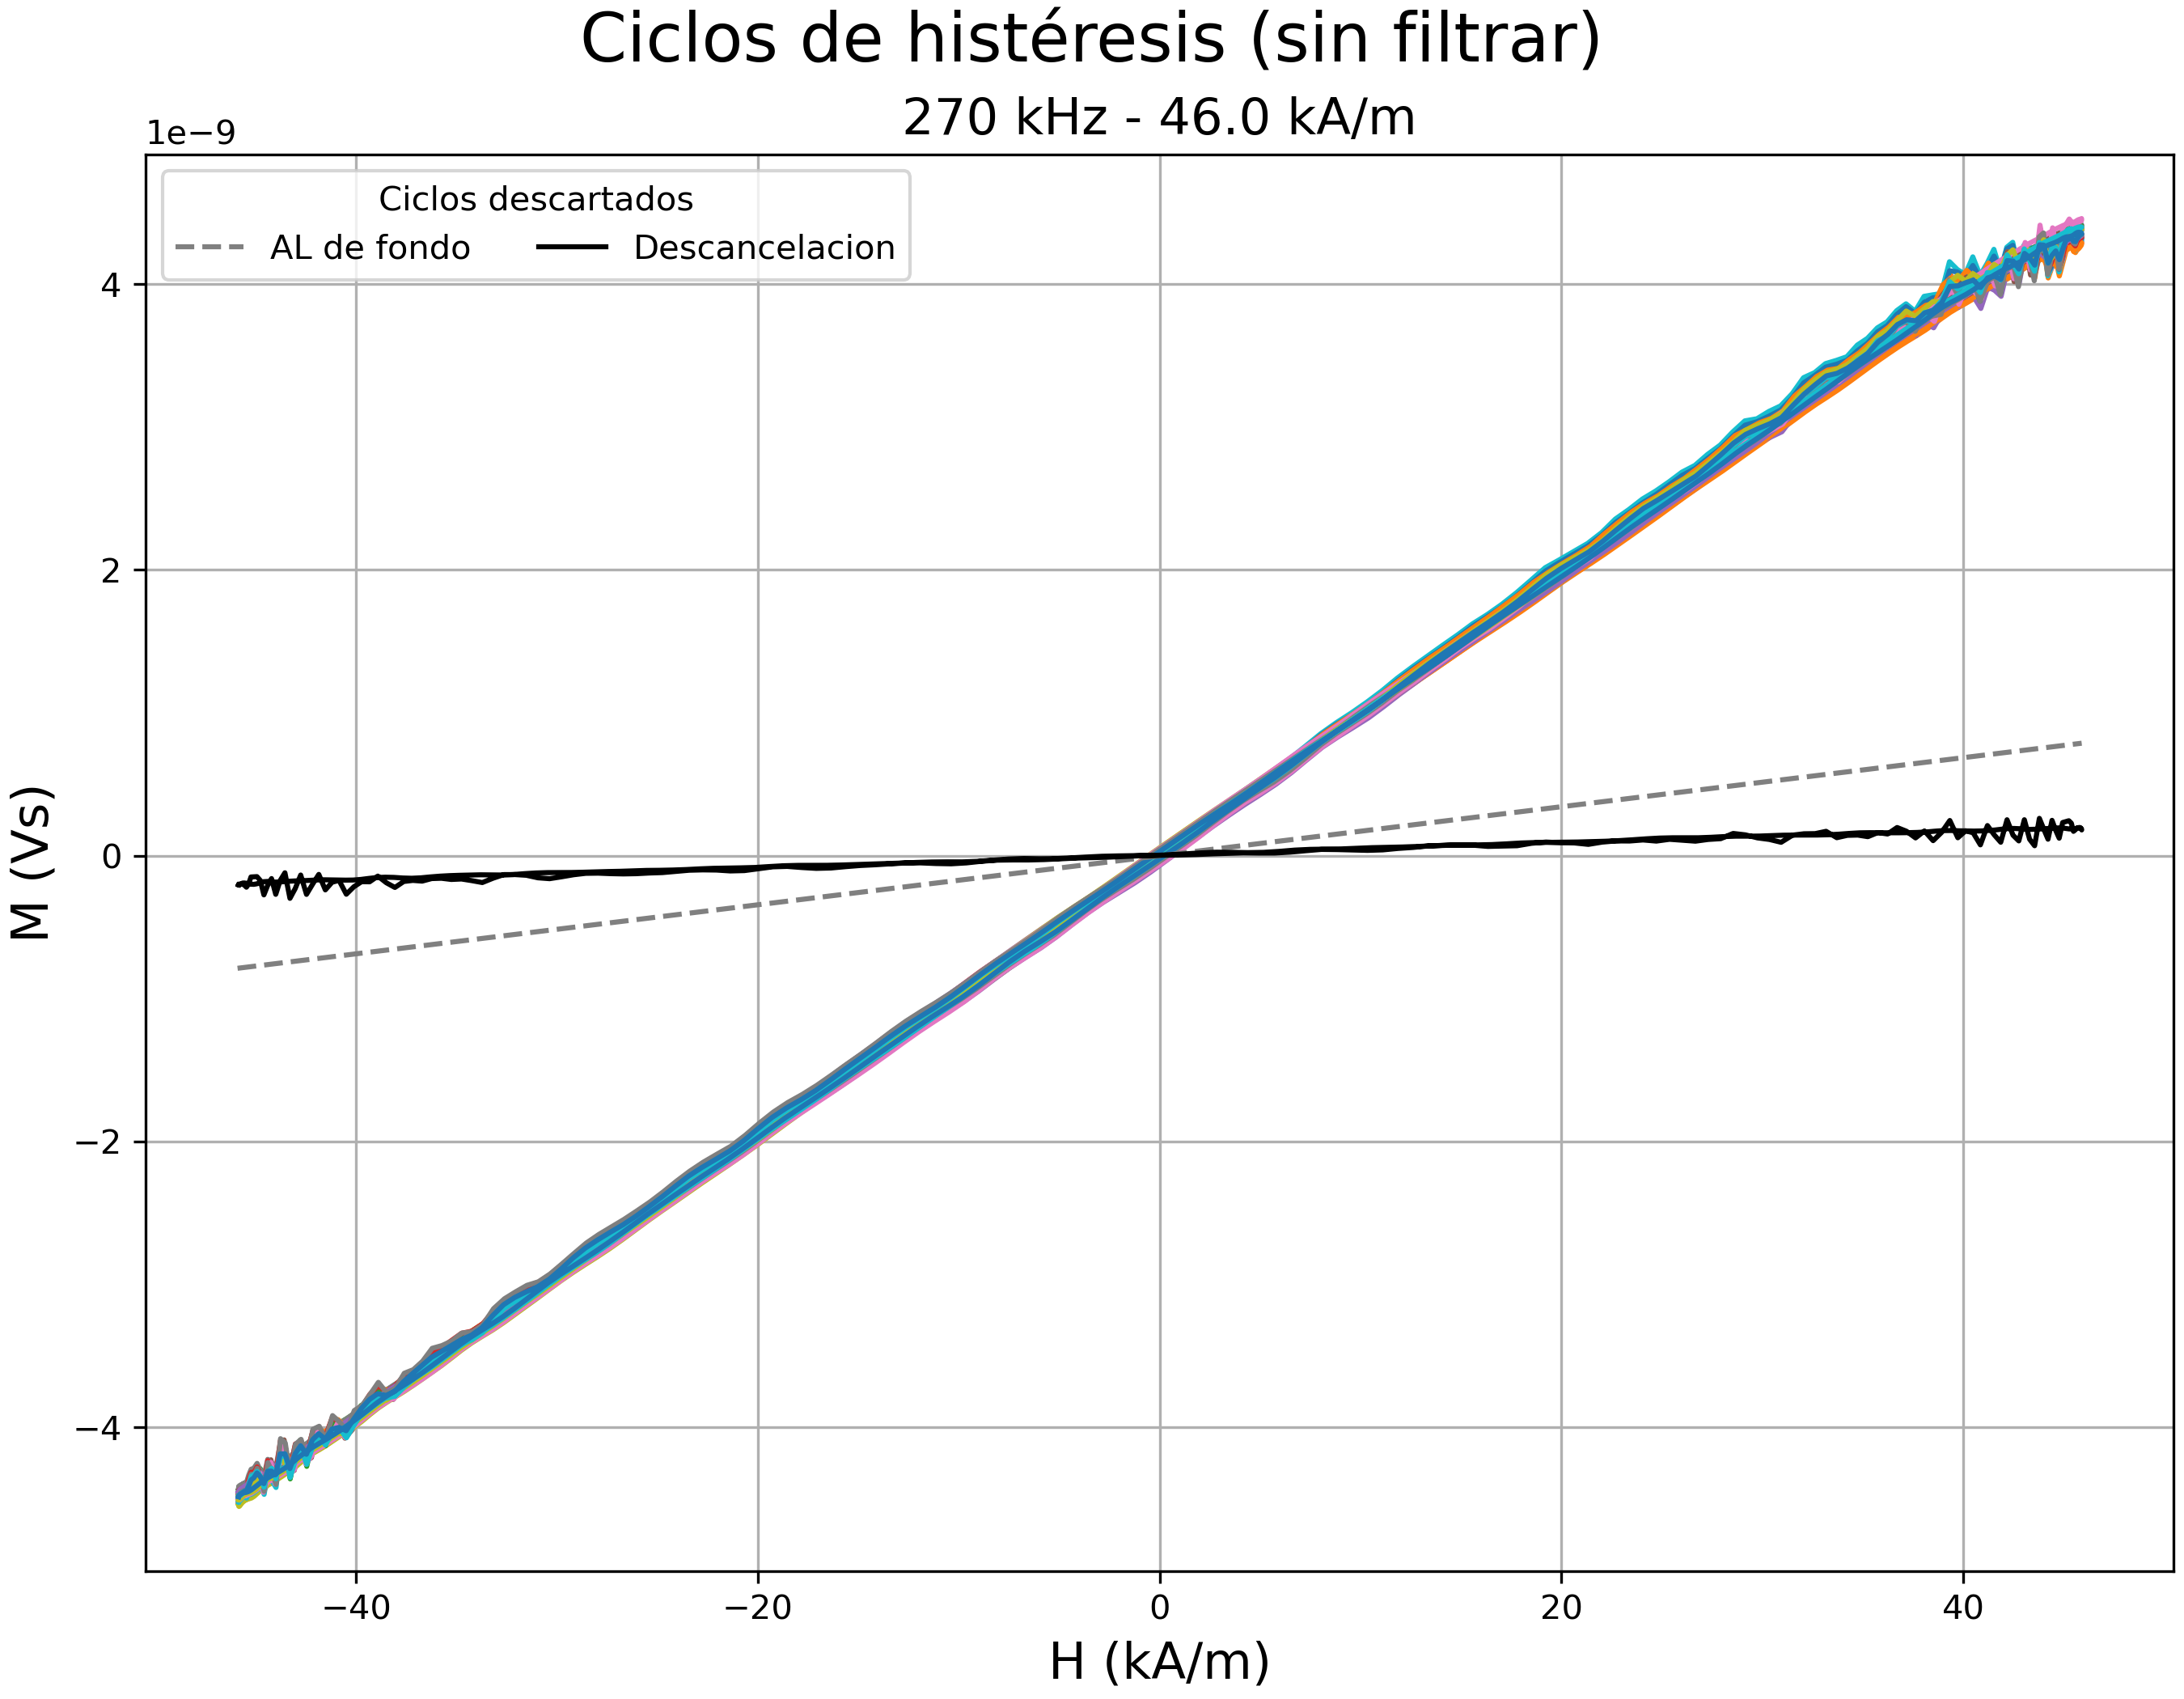 Ciclos de histéresis (sin filtrar)
270 kHz - 46.0 kA/m
1e−9
Ciclos descartados
AL de fondo
Descancelacion
4
2
0
−2
−4
M (Vs)
−40
−20
0
20
40
H (kA/m)